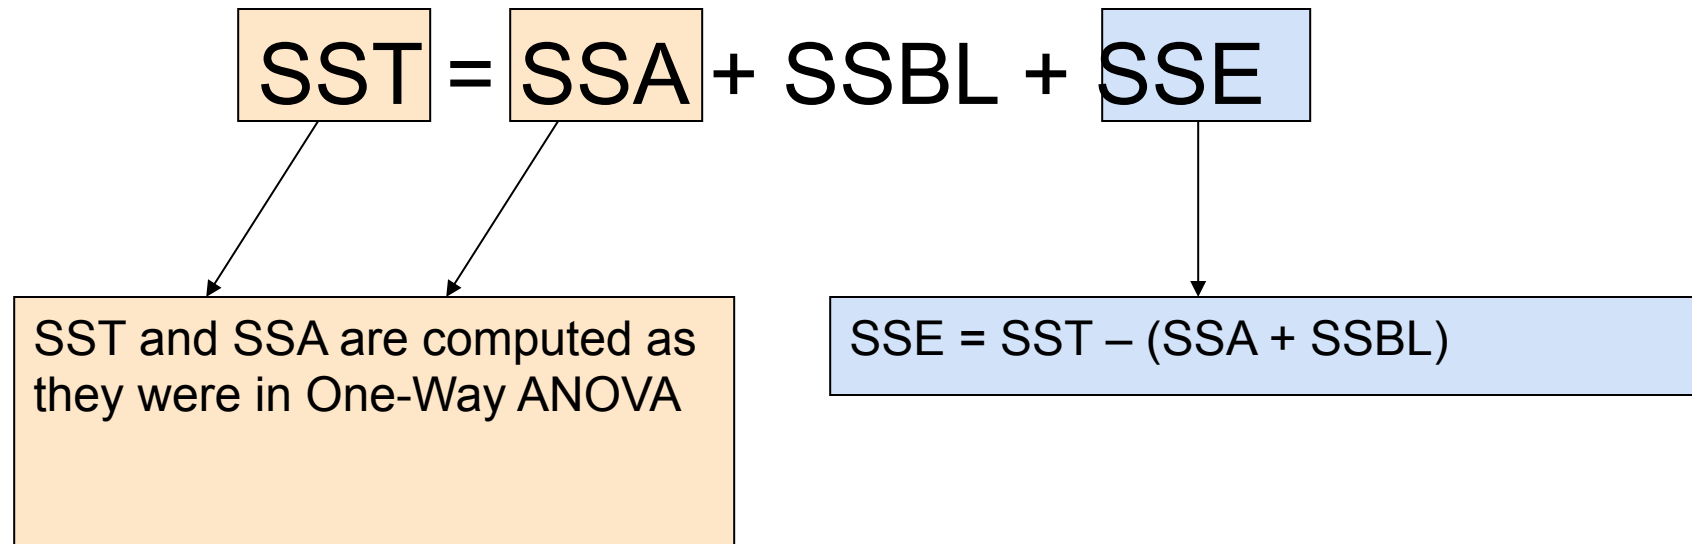 SST = SSA + SSBL + SSE
SST and SSA are computed as
they were in One-Way ANOVA
SSE = SST – (SSA + SSBL)